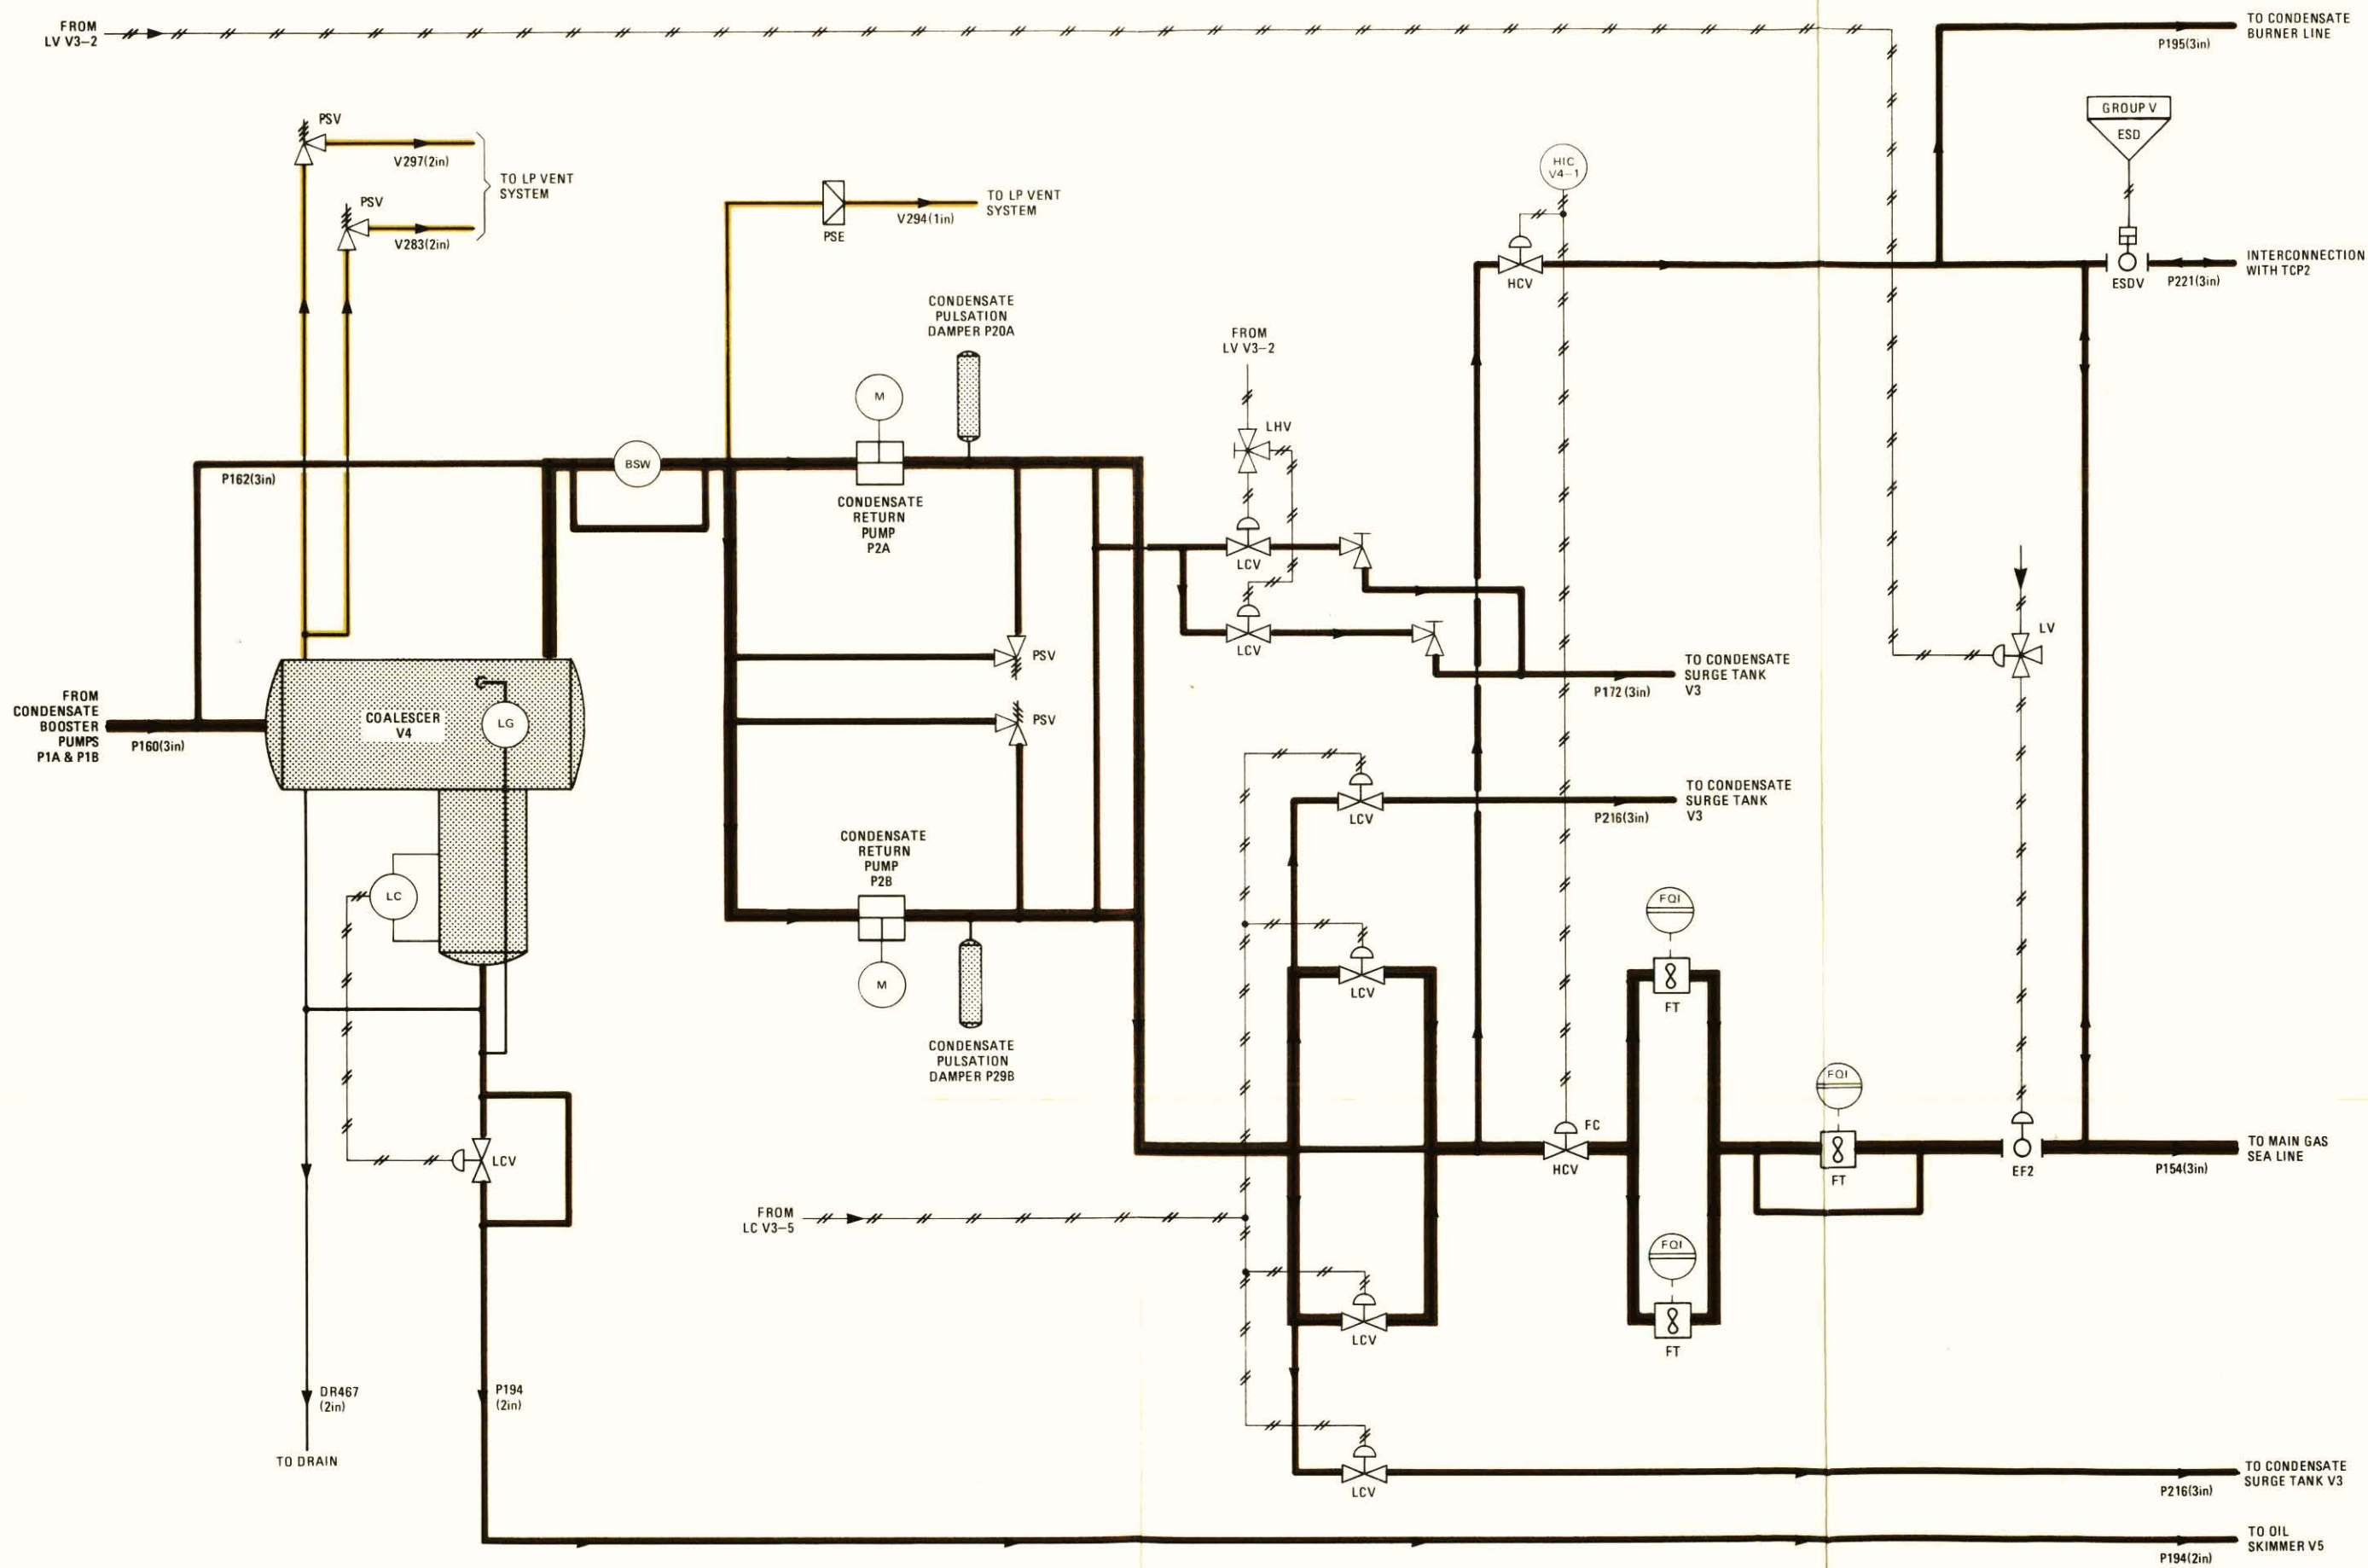 FROM
LV V3-2
TO CONDENSATE
BURNER LINE
P195(3in)
GROUP V
ESD
PSV
V297(2in)
TO LP VENT
SYSTEM
PSV
V283(2in)
PSE
V294(1in)
TO LP VENT
SYSTEM
HIC
V4-1
HCV
ESDV
INTERCONNECTION
WITH TCP2
P221(3in)
CONDENSATE
PULSATION
DAMPER P20A
FROM
LV V3-2
M
LHV
BSW
P162(3in)
CONDENSATE
RETURN
PUMP
P2A
LCV
LCV
PSV
LV
TO CONDENSATE
SURGE TANK
V3
P172(3in)
FROM
CONDENSATE
BOOSTER
PUMPS
P1A & P1B
P160(3in)
COALESCER
V4
LG
PSV
TO CONDENSATE
SURGE TANK
V3
P216(3in)
LCV
CONDENSATE
RETURN
PUMP
P2B
LC
M
FQI
LCV
FT
CONDENSATE
PULSATION
DAMPER P29B
FQI
FC
HCV
FT
EF2
TO MAIN GAS
SEA LINE
P154(3in)
LCV
FROM
LC V3-5
FQI
LCV
FT
DR467
(2in)
P194
(2in)
TO DRAIN
LCV
TO CONDENSATE
SURGE TANK V3
P216(3in)
TO OIL
SKIMMER V5
P194(2in)